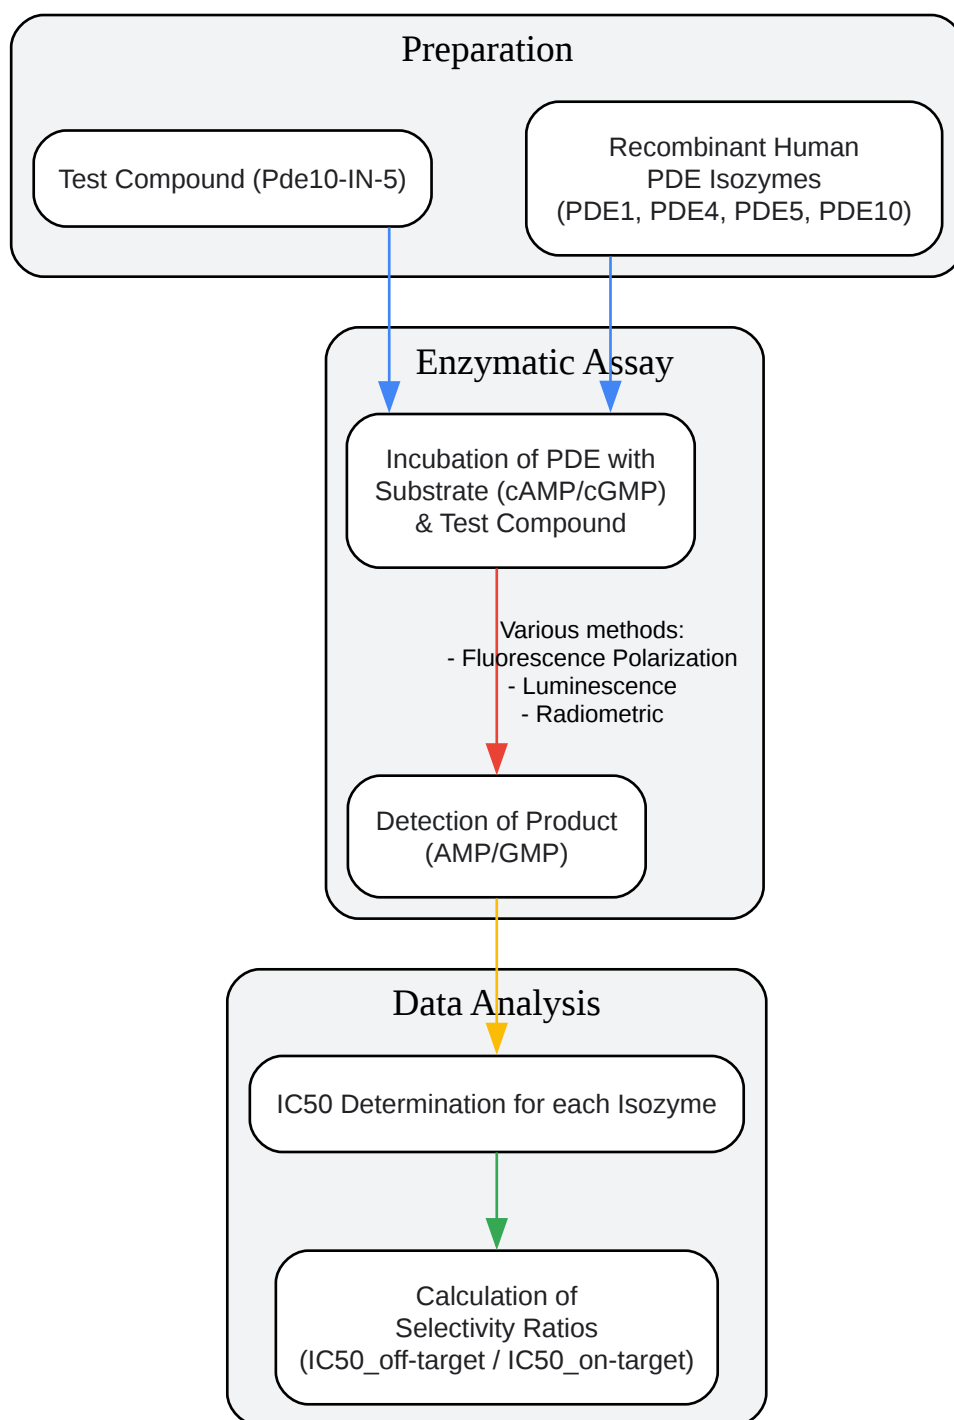 Preparation
Test Compound (Pde10-IN-5)
Recombinant Human
PDE Isozymes
(PDE1, PDE4, PDE5, PDE10)
Enzymatic Assay
Incubation of PDE with
Substrate (cAMP/cGMP)
& Test Compound
Various methods:
- Fluorescence Polarization
- Luminescence
- Radiometric
Detection of Product
(AMP/GMP)
Data Analysis
IC50 Determination for each Isozyme
Calculation of
Selectivity Ratios
(IC50_off-target / IC50_on-target)